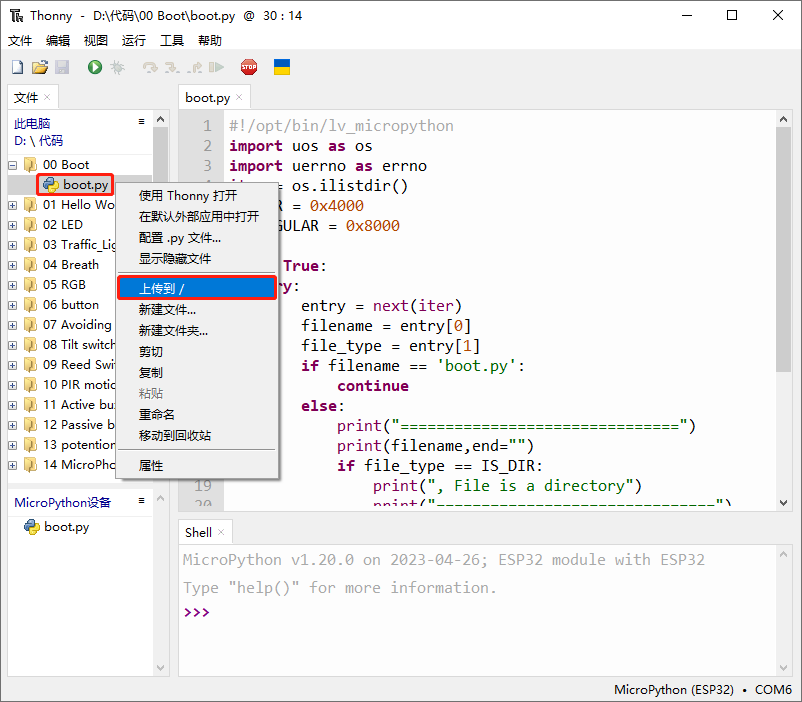 Thonny - D:\代码\00 Boot\boot.py @ 30 : 14
文件 编辑 视图 运行 工具 帮助
STOP
文件 ×
此电脑
D: \ 代码
00 Boot
boot.py
01 Hello Wo
02 LED
03 Traffic_Lig
04 Breath
05 RGB
06 button
07 Avoiding
08 Tilt switch
09 Reed Swi
10 PIR motio
11 Active bu
12 Passive b
13 potention
14 MicroPho
MicroPython设备
boot.py
使用 Thonny 打开
在默认外部应用中打开
配置 .py 文件...
显示隐藏文件
上传到 /
新建文件...
新建文件夹...
剪切
复制
粘贴
重命名
移动到回收站
属性
boot.py ×
1 #!/opt/bin/lv_micropython
2 import uos as os
3 import uerrno as errno
= os.ilistdir()
= 0x4000
GULAR = 0x8000
True:
ry:
entry = next(iter)
filename = entry[0]
file_type = entry[1]
if filename == 'boot.py':
continue
else:
print("===============================")
print(filename,end="")
if file_type == IS_DIR:
19 print(", File is a directory")
20 print("===============================")
Shell ×
MicroPython v1.20.0 on 2023-04-26; ESP32 module with ESP32
Type "help()" for more information.
>>>
MicroPython (ESP32) • COM6